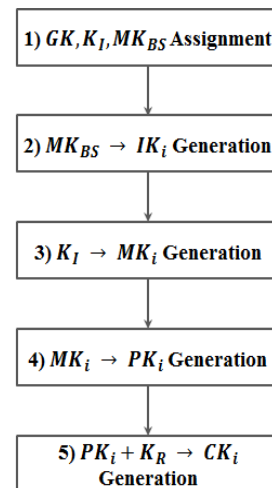 1) GK, K_I, MK_BS Assignment
2) MK_BS → IK_i Generation
3) K_I → MK_i Generation
4) MK_i → PK_i Generation
5) PK_i + K_R → CK_i
Generation